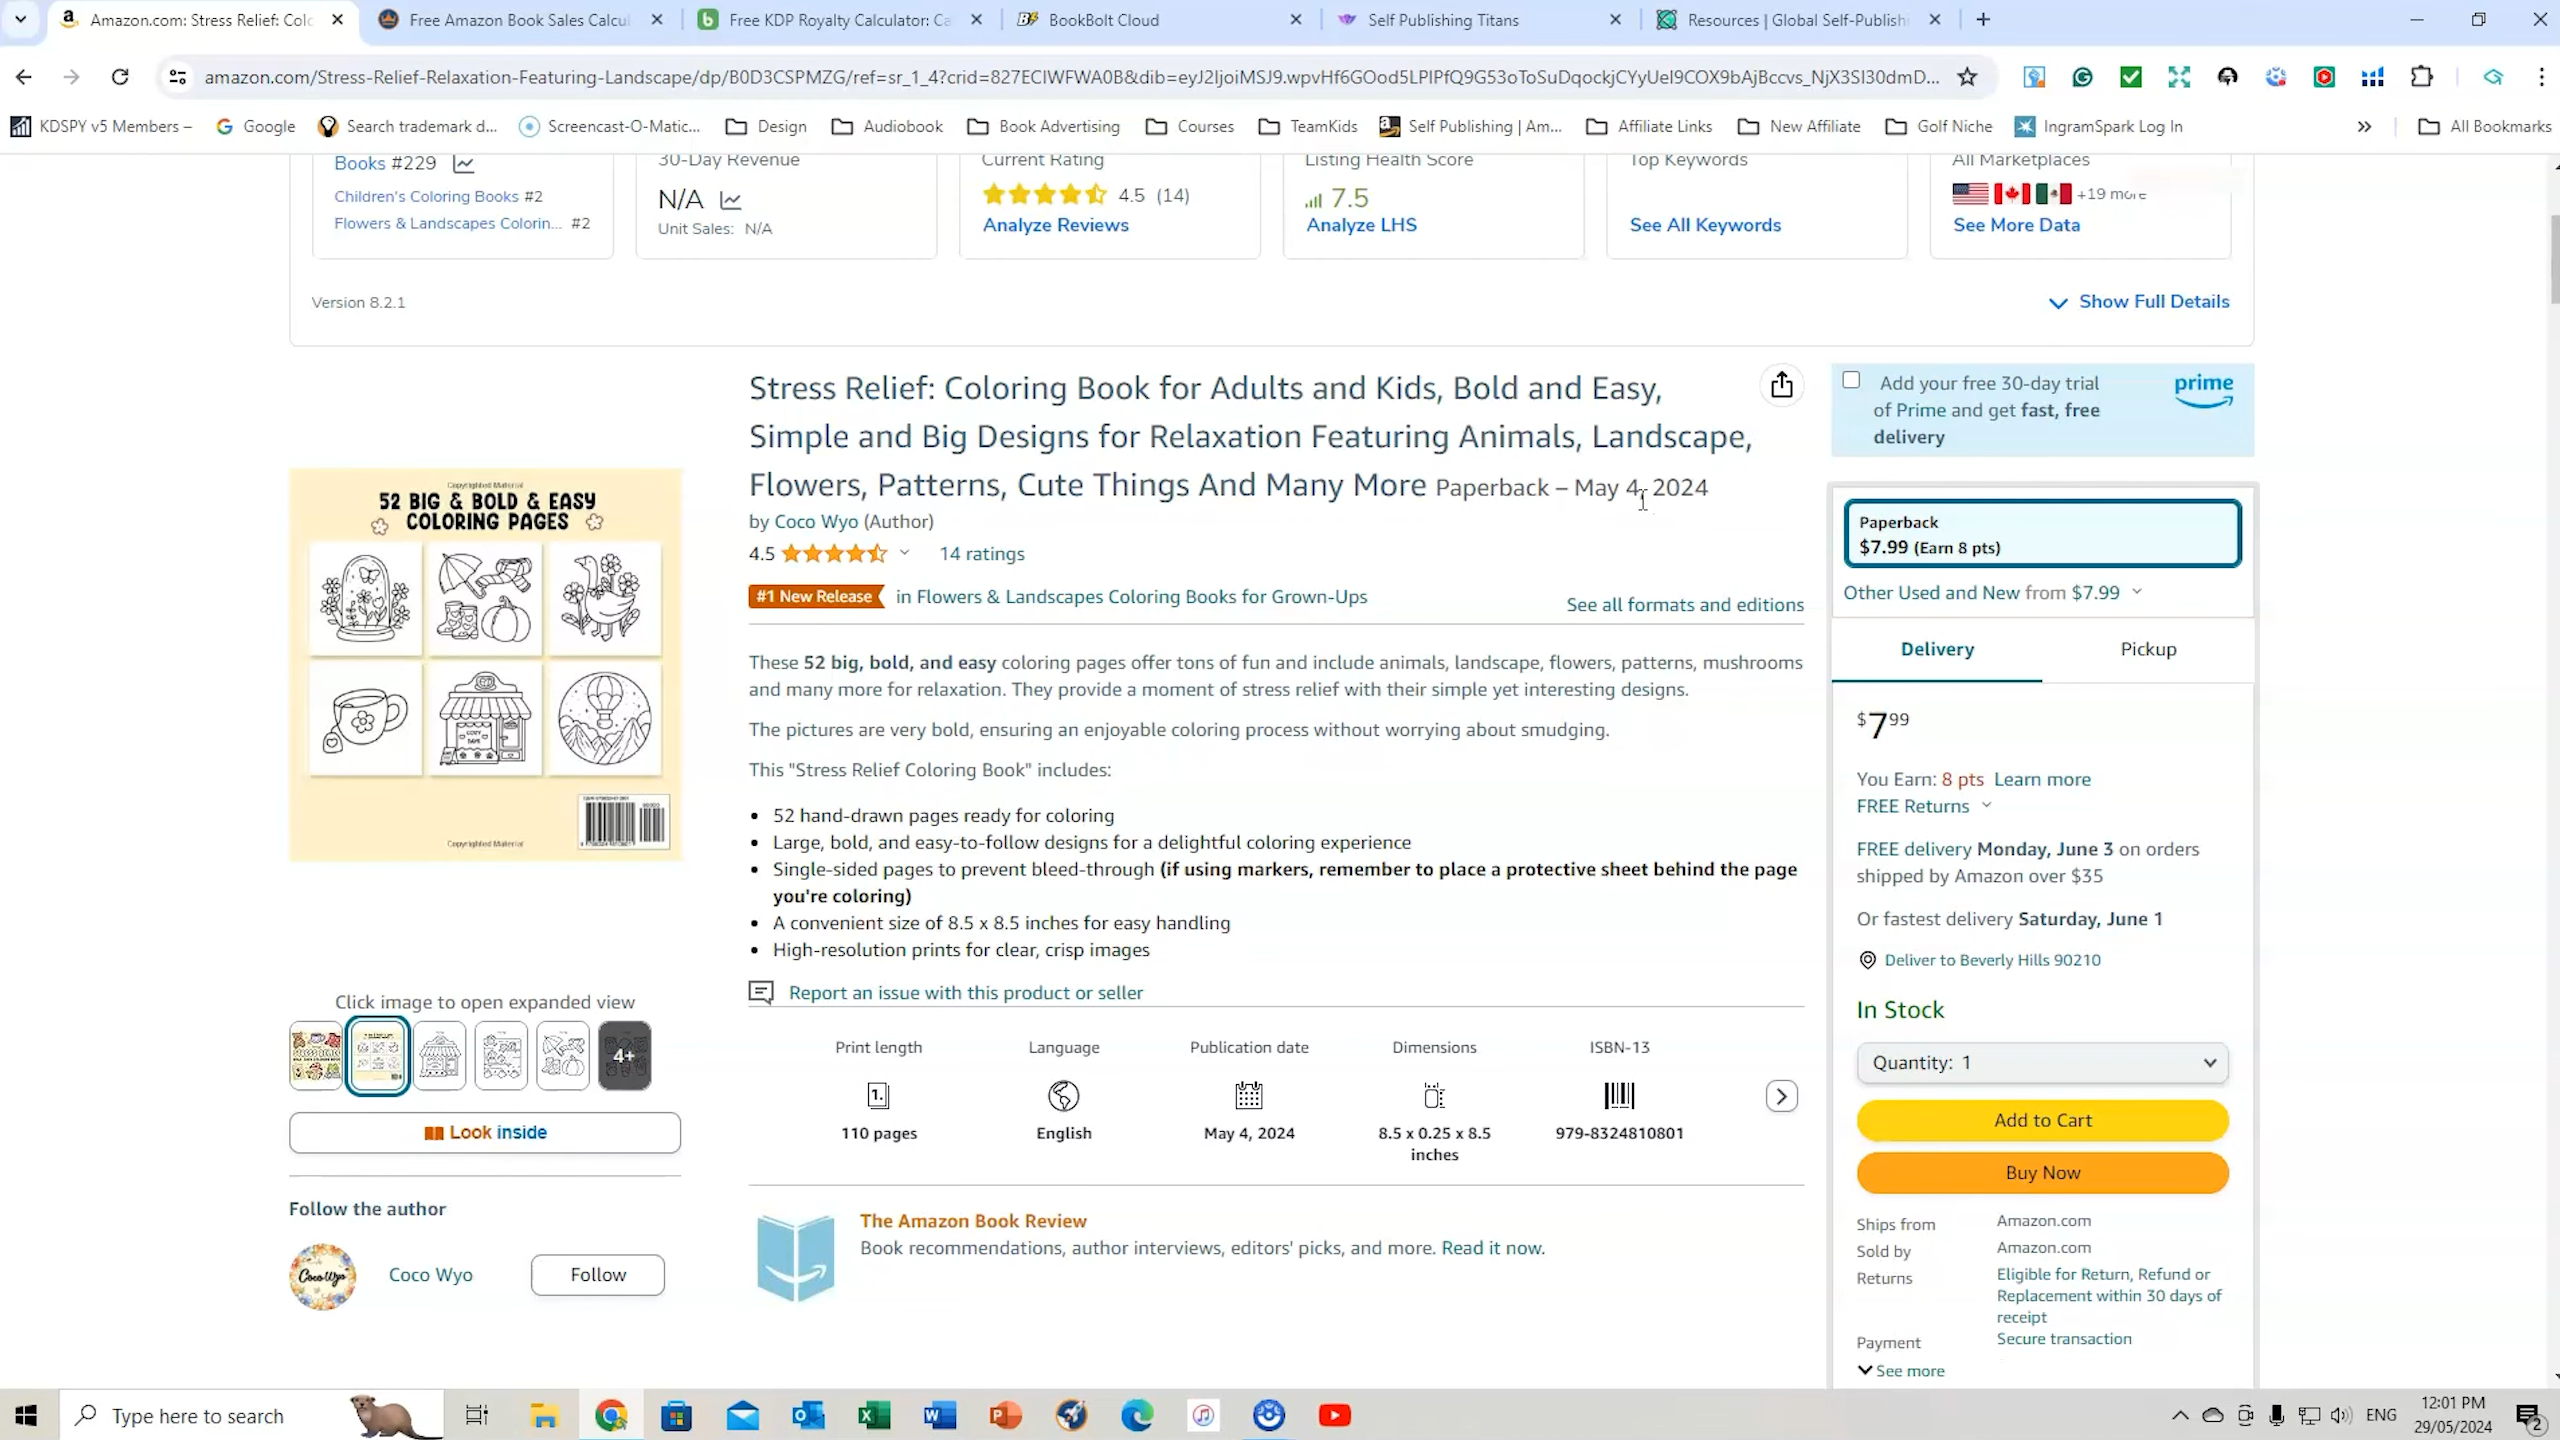 Amazon.com: Stress Relief: Colo
Free Amazon Book Sales Calcu
Free KDP Royalty Calculator: Ca
BookBolt Cloud
Self Publishing Titans
Resources | Global Self-Publish
amazon.com/Stress-Relief-Relaxation-Featuring-Landscape/dp/B0D3CSPMZG/ref=sr_1_4?crid=827ECIWFWA0B&dib=eyJ2IjoiMSJ9.wpvHf6GOod5LPIPfQ9G53oToSuDqockjCYyUeI9COX9bAjBccvs_NjX3SI30dmD...
KDSPY v5 Members –
Google
Search trademark d...
Screencast-O-Matic...
Design
Audiobook
Book Advertising
Courses
TeamKids
Self Publishing | Am...
Affiliate Links
New Affiliate
Golf Niche
IngramSpark Log In
All Bookmarks
Books #229
Children's Coloring Books #2
Flowers & Landscapes Colorin... #2
30-Day Revenue
N/A
Unit Sales: N/A
Current Rating
4.5 (14)
Analyze Reviews
Listing Health Score
7.5
Analyze LHS
Top Keywords
See All Keywords
All Marketplaces
+19 more
See More Data
Version 8.2.1
Show Full Details
Stress Relief: Coloring Book for Adults and Kids, Bold and Easy,
Simple and Big Designs for Relaxation Featuring Animals, Landscape,
Flowers, Patterns, Cute Things And Many More Paperback – May 4, 2024
by Coco Wyo (Author)
4.5 14 ratings
#1 New Release in Flowers & Landscapes Coloring Books for Grown-Ups
See all formats and editions
These 52 big, bold, and easy coloring pages offer tons of fun and include animals, landscape, flowers, patterns, mushrooms
and many more for relaxation. They provide a moment of stress relief with their simple yet interesting designs.
The pictures are very bold, ensuring an enjoyable coloring process without worrying about smudging.
This "Stress Relief Coloring Book" includes:
• 52 hand-drawn pages ready for coloring
• Large, bold, and easy-to-follow designs for a delightful coloring experience
• Single-sided pages to prevent bleed-through (if using markers, remember to place a protective sheet behind the page
you're coloring)
• A convenient size of 8.5 x 8.5 inches for easy handling
• High-resolution prints for clear, crisp images
Report an issue with this product or seller
Print length
110 pages
Language
English
Publication date
May 4, 2024
Dimensions
8.5 x 0.25 x 8.5
inches
ISBN-13
979-8324810801
The Amazon Book Review
Book recommendations, author interviews, editors' picks, and more. Read it now.
Copyrighted Material
52 BIG & BOLD & EASY
COLORING PAGES
Copyrighted Material
Click image to open expanded view
STRESS RELIEF
4+
Look inside
Follow the author
Coco Wyo
Coco Wyo
Follow
Add your free 30-day trial
of Prime and get fast, free
delivery
prime
Paperback
$7.99 (Earn 8 pts)
Other Used and New from $7.99
Delivery
Pickup
$7 99
You Earn: 8 pts Learn more
FREE Returns
FREE delivery Monday, June 3 on orders
shipped by Amazon over $35
Or fastest delivery Saturday, June 1
Deliver to Beverly Hills 90210
In Stock
Quantity: 1
Add to Cart
Buy Now
Ships from Amazon.com
Sold by Amazon.com
Returns Eligible for Return, Refund or
Replacement within 30 days of
receipt
Payment Secure transaction
See more
Type here to search
ENG
12:01 PM
29/05/2024
2